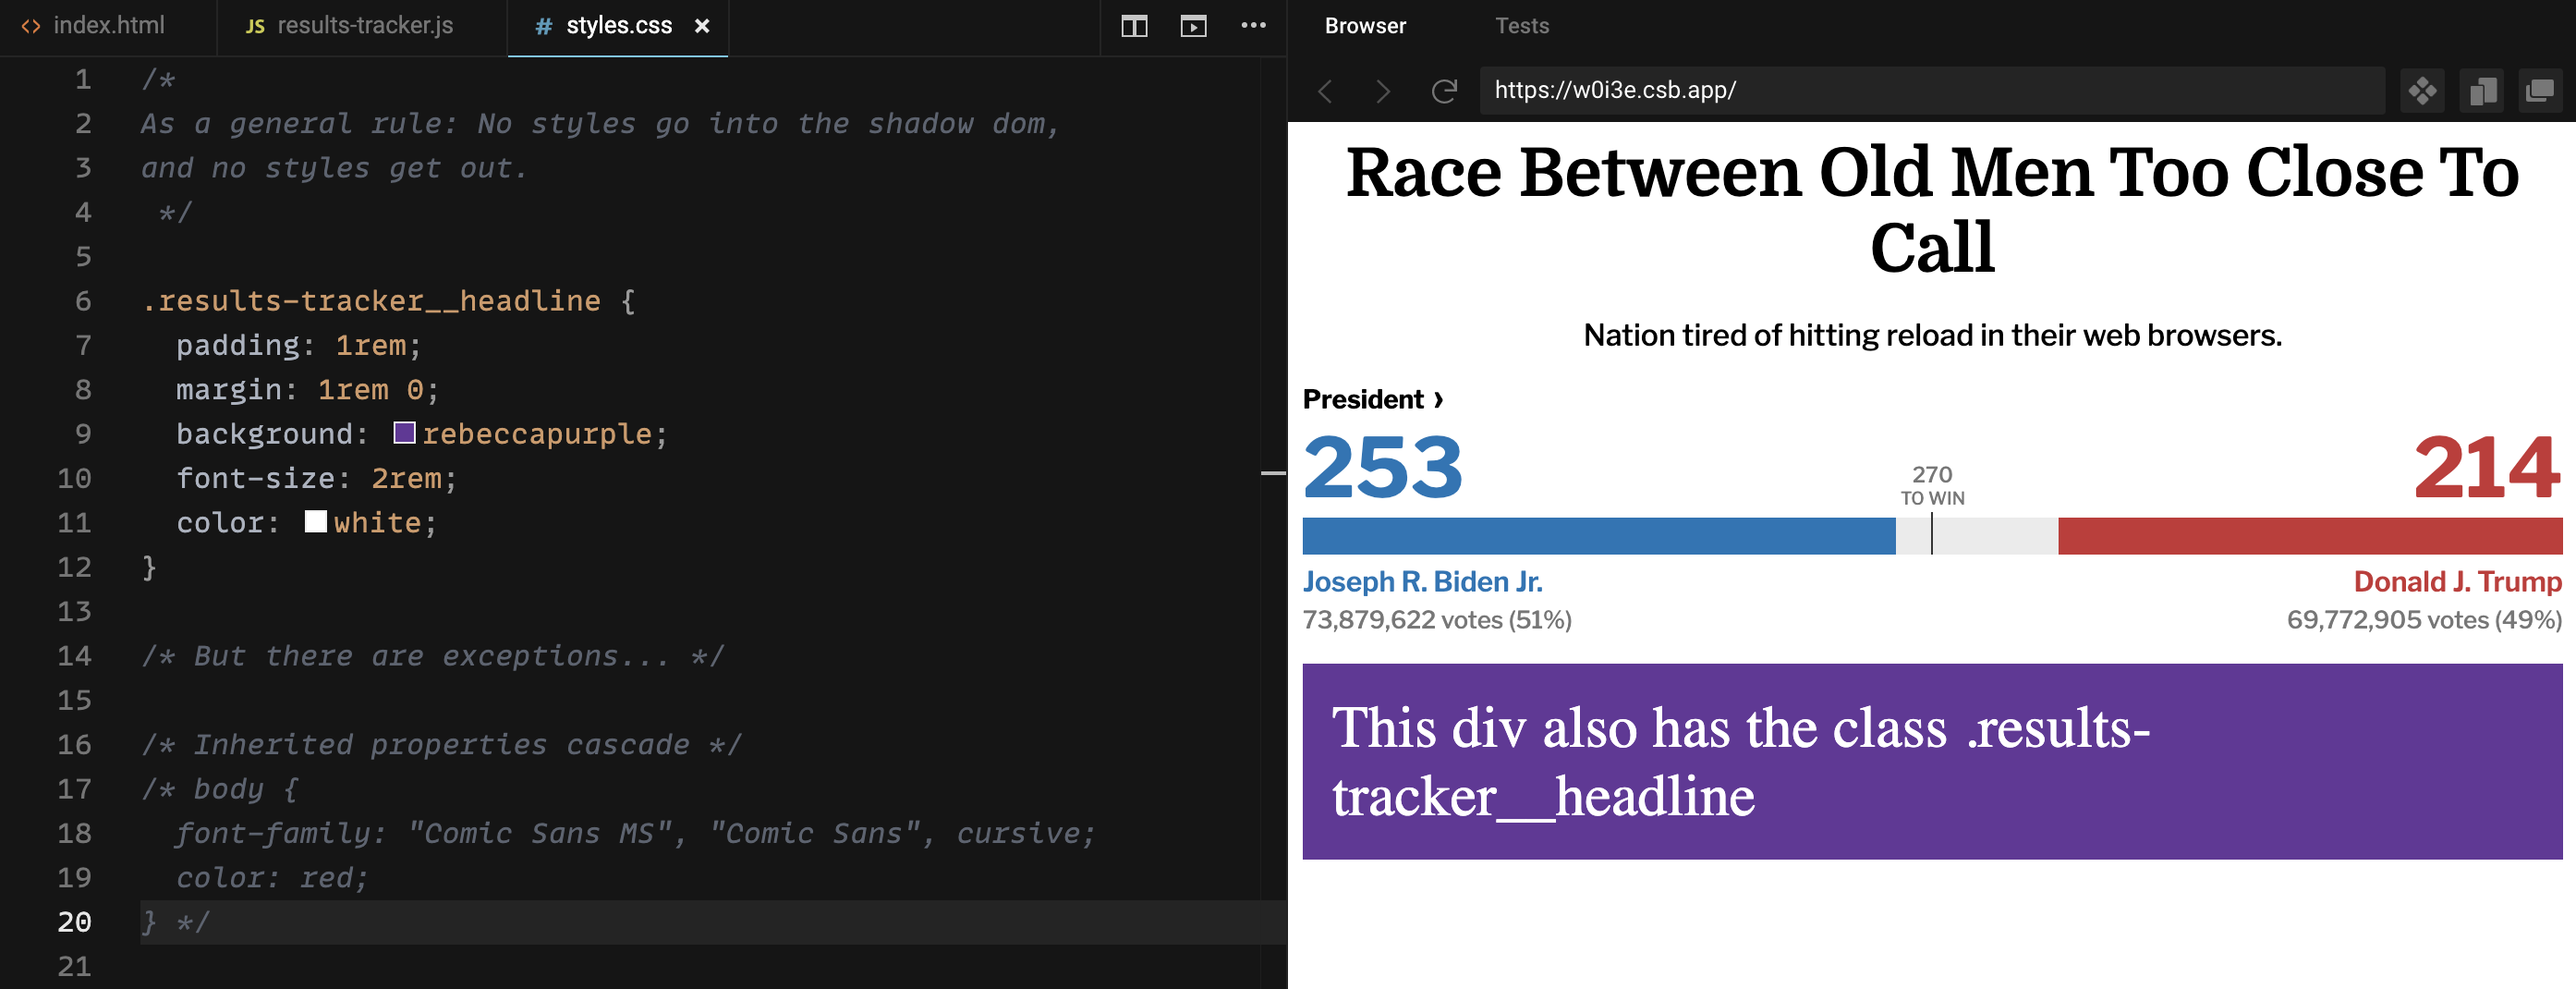 index.html
JS results-tracker.js
# styles.css
1 /*
2 As a general rule: No styles go into the shadow dom,
3 and no styles get out.
4 */
5
6 .results-tracker__headline {
7 padding: 1rem;
8 margin: 1rem 0;
9 background: rebeccapurple;
10 font-size: 2rem;
11 color: white;
12 }
13
14 /* But there are exceptions... */
15
16 /* Inherited properties cascade */
17 /* body {
18 font-family: "Comic Sans MS", "Comic Sans", cursive;
19 color: red;
20 } */
21
Browser Tests
https://w0i3e.csb.app/
Race Between Old Men Too Close To
Call
Nation tired of hitting reload in their web browsers.
President ›
253
270
TO WIN
214
Joseph R. Biden Jr.
Donald J. Trump
73,879,622 votes (51%)
69,772,905 votes (49%)
This div also has the class .results-
tracker__headline